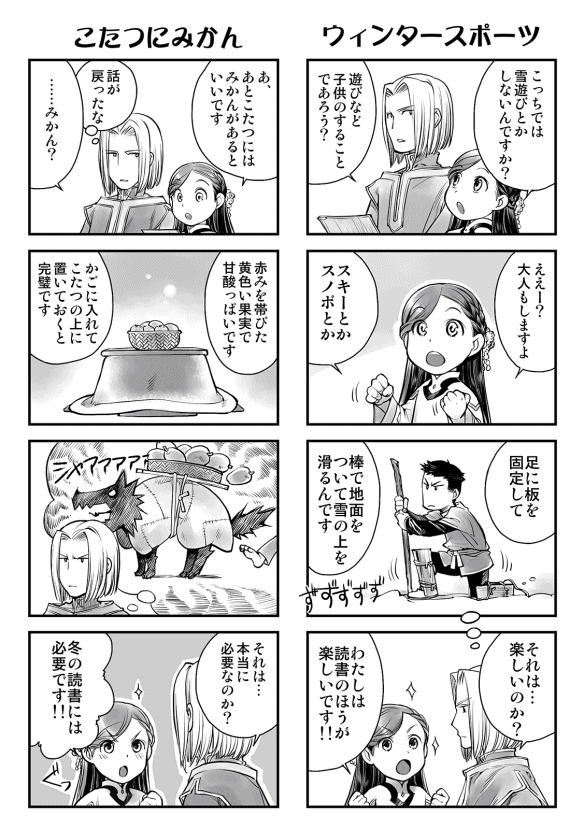 ウィンタースポーツ
こっちでは
雪遊びとか
しないんですか?
遊びなど
子供のすること
であろう?
ええー?
大人もしますよ
スキーとか
スノボとか
足に板を
固定して
棒で地面を
ついて雪の上を
滑るんです
ずずずずず
それは…
楽しいのか?
わたしは
読書のほうが
楽しいです!!
こたつにみかん
あ、
あとこたつには
みかんがあると
いいです
話が
戻ったな
……みかん?
赤みを帯びた
黄色い果実で
甘酸っぱいです
かごに入れて
こたつの上に
置いておくと
完璧です
シャアァァァァ
それは…
本当に
必要なのか?
冬の読書には
必要です!!
ぐっ